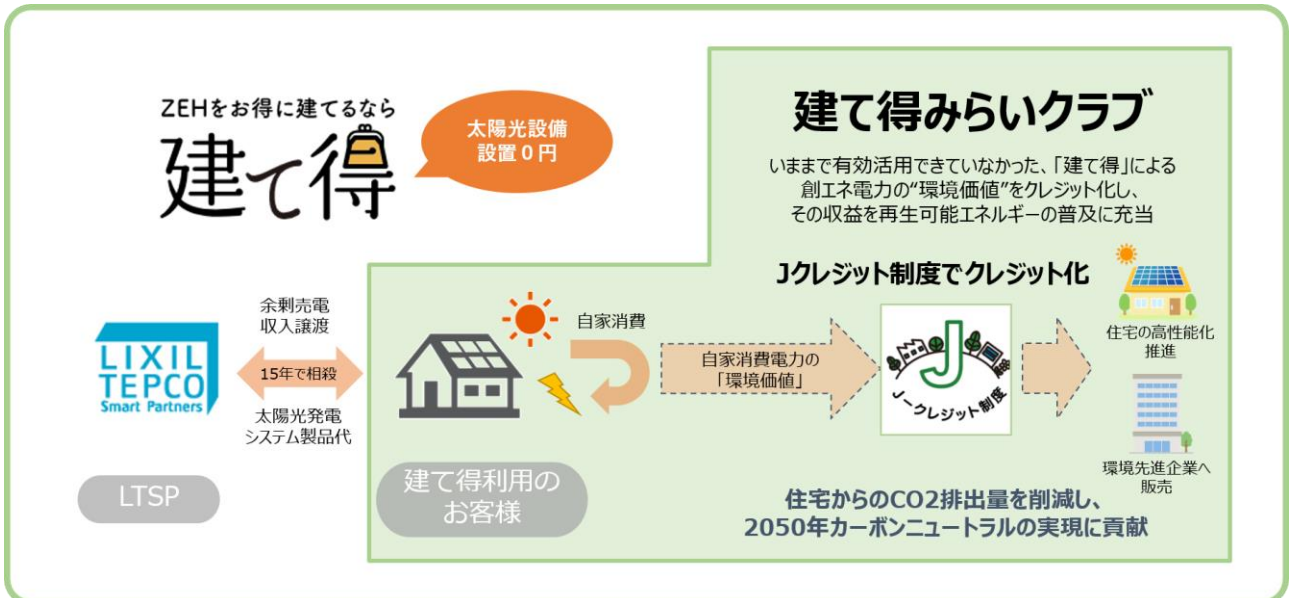 ZEHをお得に建てるなら
建て得
太陽光設備
設置0円
建て得みらいクラブ
いままで有効活用できていなかった、「建て得」による
創エネ電力の“環境価値”をクレジット化し、
その収益を再生可能エネルギーの普及に充当
Jクレジット制度でクレジット化
LIXIL
TEPCO
Smart Partners
余剰売電
収入譲渡
15年で相殺
太陽光発電
システム製品代
自家消費
自家消費電力の
「環境価値」
J
J-クレジット制度
住宅の高性能化
推進
環境先進企業へ
販売
LTSP
建て得利用の
お客様
住宅からのCO2排出量を削減し、
2050年カーボンニュートラルの実現に貢献